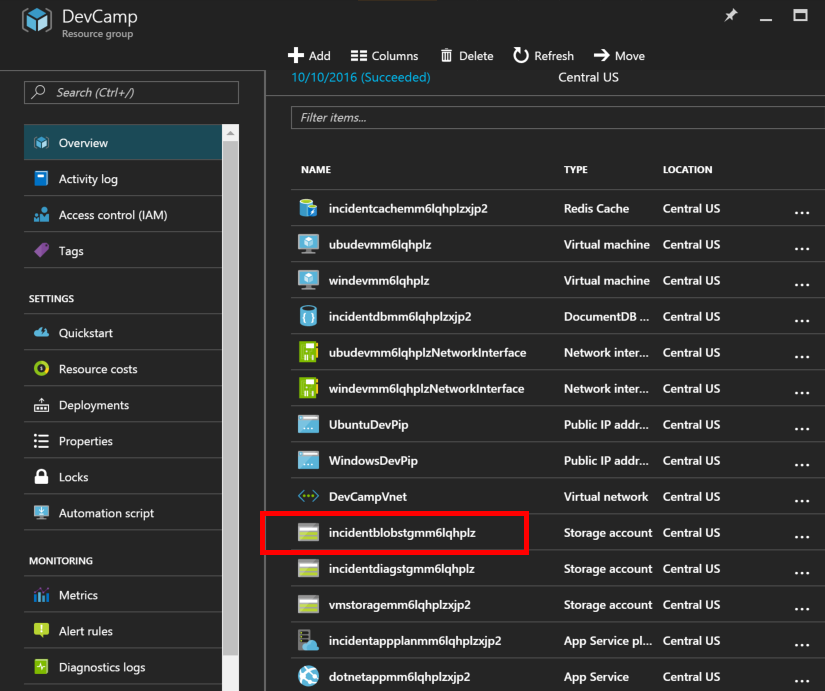 DevCamp
Resource group
Add Columns Delete Refresh Move
10/10/2016 (Succeeded) Central US
Search (Ctrl+/)
Filter items...
Overview
Activity log
Access control (IAM)
Tags
SETTINGS
Quickstart
Resource costs
Deployments
Properties
Locks
Automation script
MONITORING
Metrics
Alert rules
Diagnostics logs
NAME TYPE LOCATION
incidentcachemm6lqhplzxjp2 Redis Cache Central US ...
ubudevmm6lqhplz Virtual machine Central US ...
windevmm6lqhplz Virtual machine Central US ...
incidentdbmm6lqhplzxjp2 DocumentDB ... Central US ...
ubudevmm6lqhplzNetworkInterface Network inter... Central US ...
windevmm6lqhplzNetworkInterface Network inter... Central US ...
UbuntuDevPip Public IP addr... Central US ...
WindowsDevPip Public IP addr... Central US ...
DevCampVnet Virtual network Central US ...
incidentblobstgmm6lqhplz Storage account Central US ...
incidentdiagstgmm6lqhplz Storage account Central US ...
vmstoragemm6lqhplzxjp2 Storage account Central US ...
incidentappplanmm6lqhplzxjp2 App Service pl... Central US ...
dotnetappmm6lqhplzxjp2 App Service Central US ...